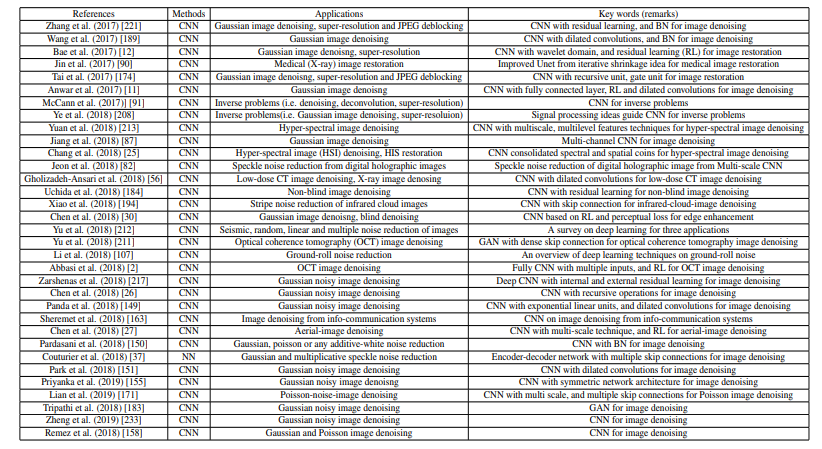 References Methods Applications Key words (remarks)
Zhang et al. (2017) [221] CNN Gaussian image denoising, super-resolution and JPEG deblocking CNN with residual learning, and BN for image denoising
Wang et al. (2017) [189] CNN Gaussian image denoising CNN with dilated convolutions, and BN for image denoising
Bae et al. (2017) [12] CNN Gaussian image denoising, super-resolution CNN with wavelet domain, and residual learning (RL) for image restoration
Jin et al. (2017) [90] CNN Medical (X-ray) image restoration Improved Unet from iterative shrinkage idea for medical image restoration
Tai et al. (2017) [174] CNN Gaussian image denoisng, super-resolution and JPEG deblocking CNN with recursive unit, gate unit for image restoration
Anwar et al. (2017) [11] CNN Gaussian image denoisng CNN with fully connected layer, RL and dilated convolutions for image denoising
McCann et al. (2017)] [91] CNN Inverse problems (i.e. denoising, deconvolution, super-resolution) CNN for inverse problems
Ye et al. (2018) [208] CNN Inverse problems(i.e. Gaussian image denoising, super-resoluion) Signal processing ideas guide CNN for inverse problems
Yuan et al. (2018) [213] CNN Hyper-spectral image denoising CNN with multiscale, multilevel features techniques for hyper-spectral image denoising
Jiang et al. (2018) [87] CNN Gaussian image denoising Multi-channel CNN for image denoising
Chang et al. (2018) [25] CNN Hyper-spectral image (HSI) denoising, HIS restoration CNN consolidated spectral and spatial coins for hyper-spectral image denoising
Jeon et al. (2018) [82] CNN Speckle noise reduction from digital holographic images Speckle noise reduction of digital holographic image from Multi-scale CNN
Gholizadeh-Ansari et al. (2018) [56] CNN Low-dose CT image denoising, X-ray image denoisng CNN with dilated convolutions for low-dose CT image denoising
Uchida et al. (2018) [184] CNN Non-blind image denoising CNN with residual learning for non-blind image denoising
Xiao et al. (2018) [194] CNN Stripe noise reduction of infrared cloud images CNN with skip connection for infrared-cloud-image denoising
Chen et al. (2018) [30] CNN Gaussian image denoisng, blind denoising CNN based on RL and perceptual loss for edge enhancement
Yu et al. (2018) [212] CNN Seismic, random, linear and multiple noise reduction of images A survey on deep learning for three applications
Yu et al. (2018) [211] CNN Optical coherence tomography (OCT) image denoising GAN with dense skip connection for optical coherence tomography image denoising
Li et al. (2018) [107] CNN Ground-roll noise reduction An overview of deep learning techniques on ground-roll noise
Abbasi et al. (2018) [2] CNN OCT image denoising Fully CNN with multiple inputs, and RL for OCT image denoising
Zarshenas et al. (2018) [217] CNN Gaussian noisy image denoising Deep CNN with internal and external residual learning for image denoising
Chen et al. (2018) [26] CNN Gaussian noisy image denoising CNN with recursive operations for image denoising
Panda et al. (2018) [149] CNN Gaussian noisy image denoising CNN with exponential linear units, and dilated convolutions for image denoising
Sheremet et al. (2018) [163] CNN Image denoising from info-communication systems CNN on image denoising from info-communication systems
Chen et al. (2018) [27] CNN Aerial-image denoising CNN with multi-scale technique, and RL for aerial-image denoising
Pardasani et al. (2018) [150] CNN Gaussian, poisson or any additive-white noise reduction CNN with BN for image denoising
Couturier et al. (2018) [37] NN Gaussian and multiplicative speckle noise reduction Encoder-decoder network with multiple skip connections for image denoising
Park et al. (2018) [151] CNN Gaussian noisy image denoising CNN with dilated convolutions for image denoising
Priyanka et al. (2019) [155] CNN Gaussian noisy image denoisng CNN with symmetric network architecture for image denoising
Lian et al. (2019) [171] CNN Poisson-noise-image denoising CNN with multi scale, and multiple skip connections for Poisson image denoising
Tripathi et al. (2018) [183] CNN Gaussian noisy image denoising GAN for image denoising
Zheng et al. (2019) [233] CNN Gaussian noisy image denoising CNN for image denoising
Remez et al. (2018) [158] CNN Gaussian and Poisson image denoising CNN for image denoising